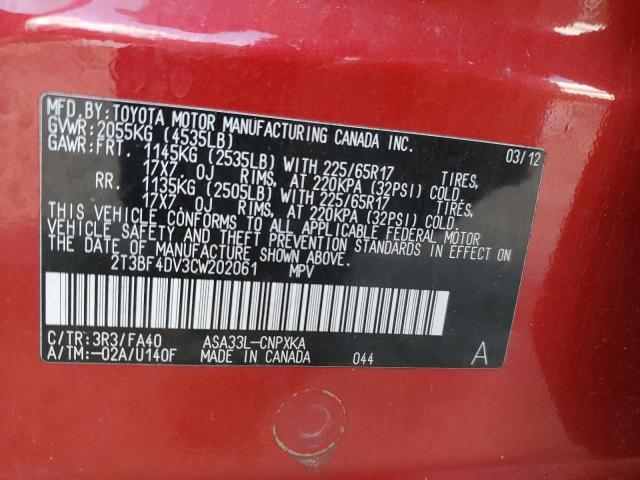 MFD.BY:TOYOTA MOTOR MANUFACTURING CANADA INC.
GVWR:2055KG (4535LB) 03/12
GAWR:FRT. 1145KG (2535LB) WITH 225/65R17 TIRES,
17X7. 0J RIMS, AT 220KPA (32PSI) COLD
RR. 1135KG (2505LB) WITH 225/65R17 TIRES,
17X7. 0J RIMS, AT 220KPA (32PSI) COLD.
THIS VEHICLE CONFORMS TO ALL APPLICABLE FEDERAL MOTOR
VEHICLE SAFETY AND THEFT PREVENTION STANDARDS IN EFFECT ON
THE DATE OF MANUFACTURE SHOWN ABOVE.
2T3BF4DV3CW202061 MPV
C/TR:3R3/FA40 ASA33L-CNPXKA
A/TM:-02A/U140F MADE IN CANADA 044 A